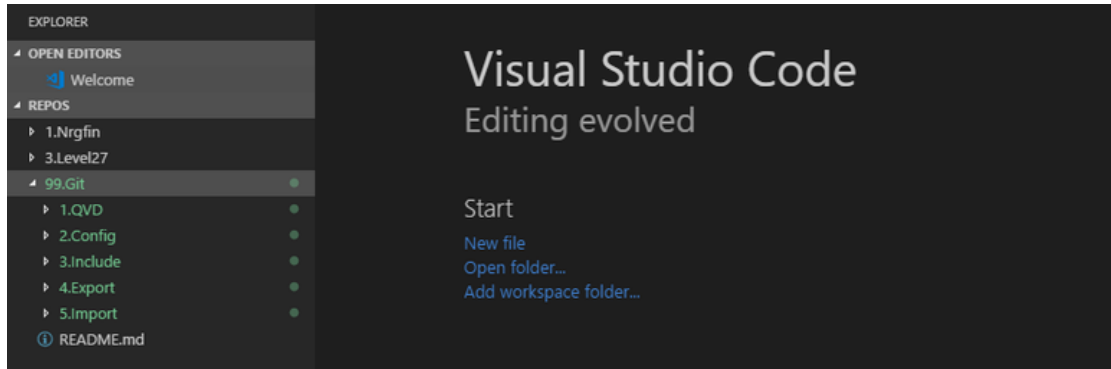 EXPLORER
OPEN EDITORS
Welcome
REPOS
1.Nrgfin
3.Level27
99.Git
1.QVD
2.Config
3.Include
4.Export
5.Import
README.md
Visual Studio Code
Editing evolved
Start
New file
Open folder...
Add workspace folder...